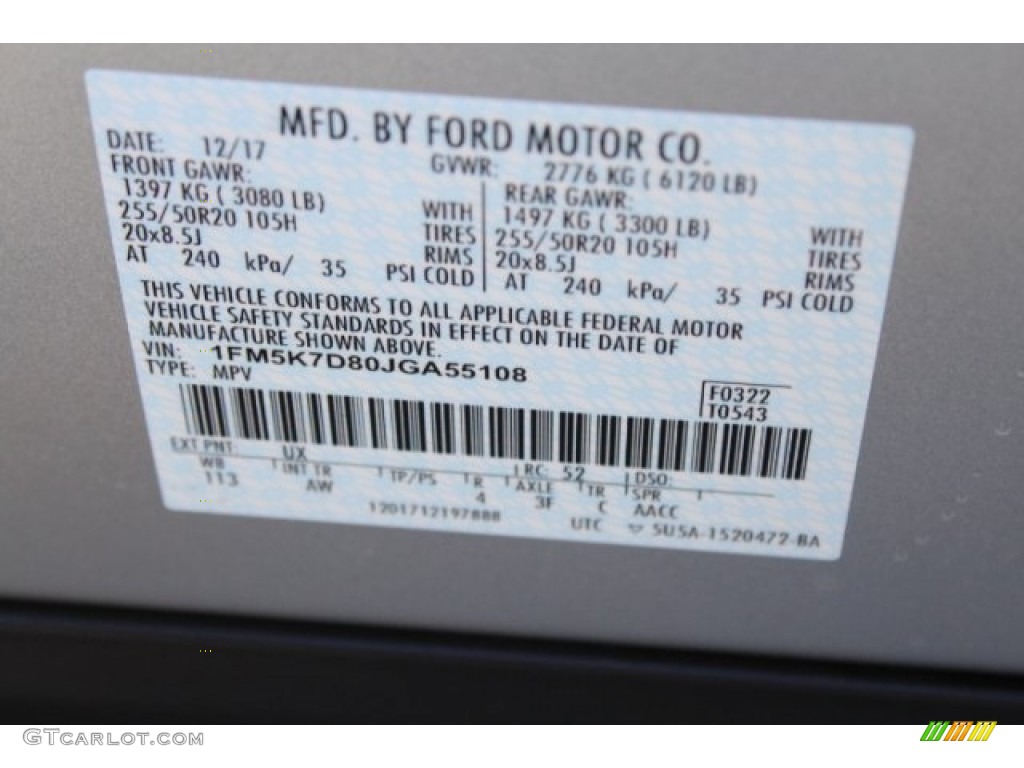 MFD. BY FORD MOTOR CO.
DATE: 12/17 GVWR: 2776 KG ( 6120 LB)
FRONT GAWR: REAR GAWR:
1397 KG ( 3080 LB) WITH 1497 KG ( 3300 LB) WITH
255/50R20 105H TIRES 255/50R20 105H TIRES
20x8.5J RIMS 20x8.5J RIMS
AT 240 kPa/ 35 PSI COLD AT 240 kPa/ 35 PSI COLD
THIS VEHICLE CONFORMS TO ALL APPLICABLE FEDERAL MOTOR
VEHICLE SAFETY STANDARDS IN EFFECT ON THE DATE OF
MANUFACTURE SHOWN ABOVE.
VIN: 1FM5K7D80JGA55108
TYPE: MPV
F0322
T0543
EXT PNT: UX RC: 52 DSO:
WB INT TR TP/PS R AXLE TR SPR
113 AW 4 3F C AACC
1201712197888 UTC 5U5A-1520472-BA
GTCarLot.com